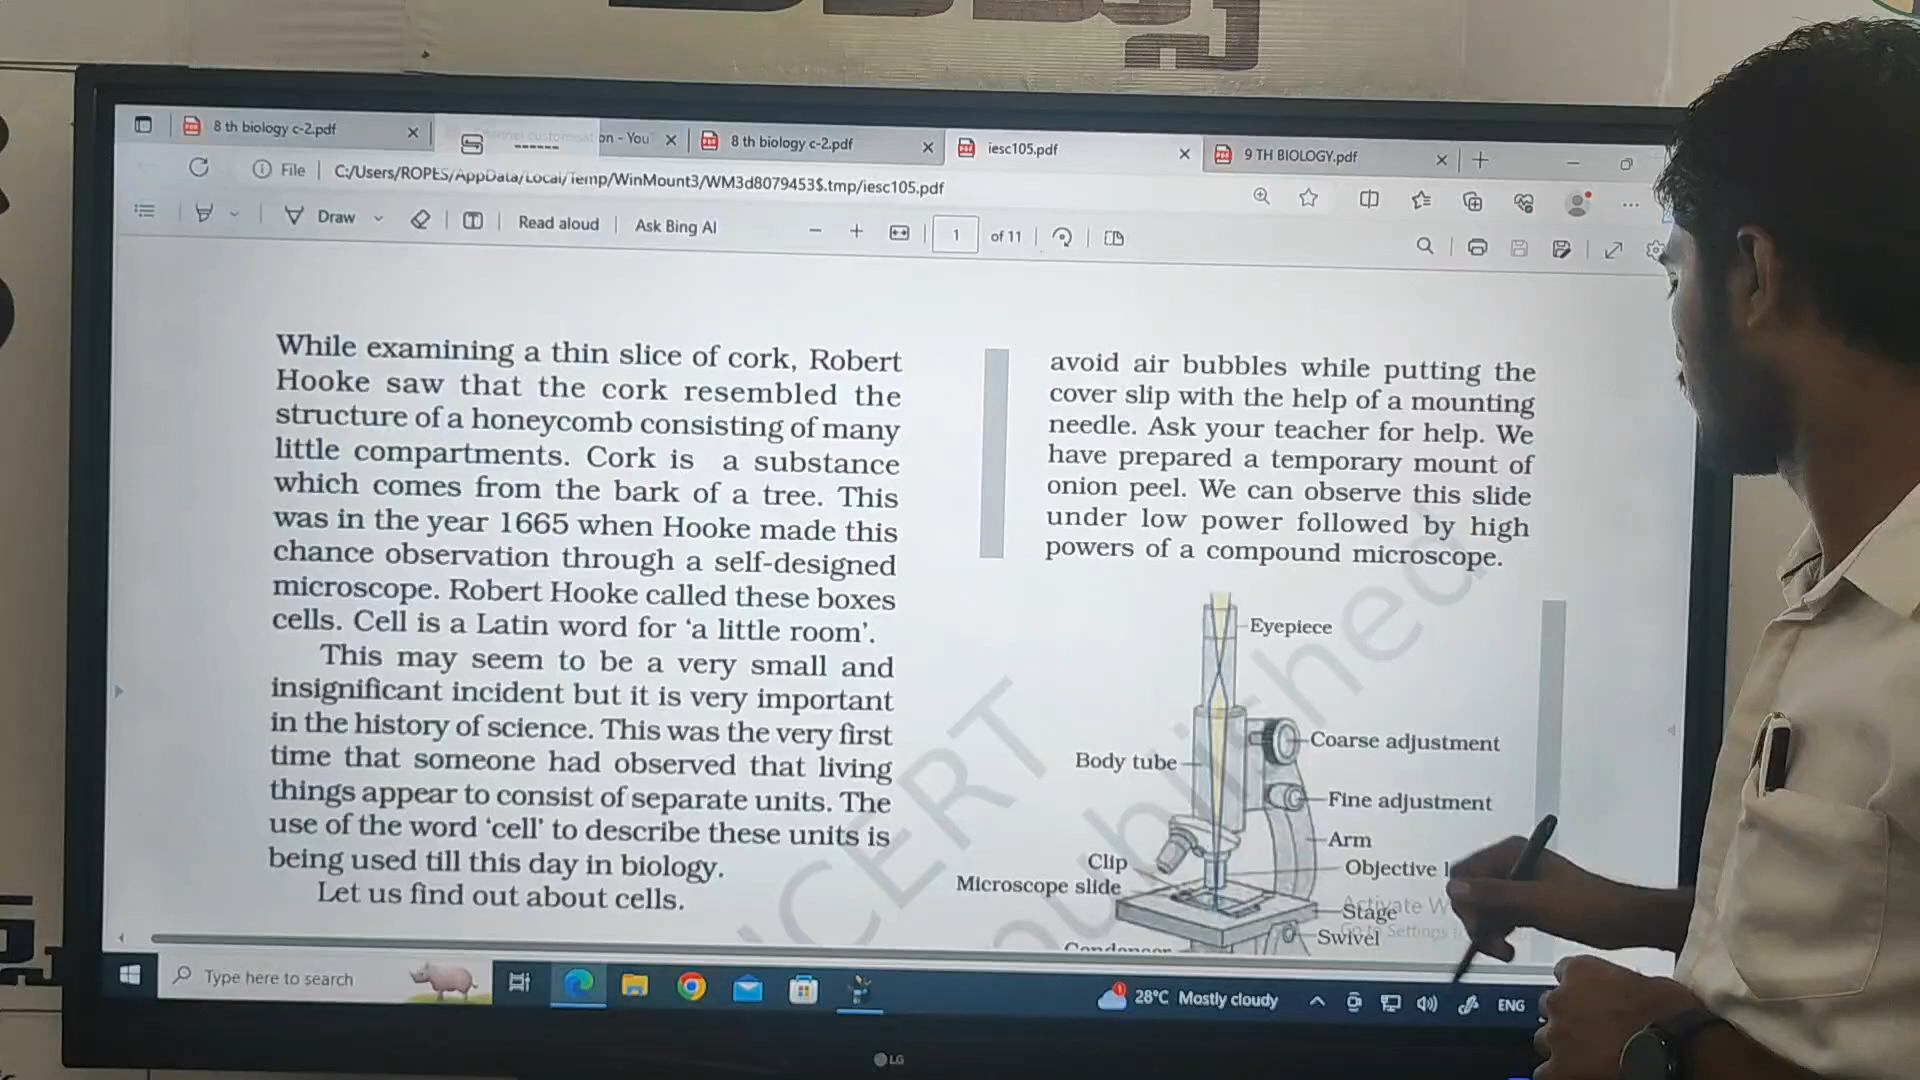 8 th biology c-2.pdf
on - You
8 th biology c-2.pdf
iesc105.pdf
9 TH BIOLOGY.pdf
File
C:/Users/ROPES/AppData/Local/Temp/WinMount3/WM3d8079453$.tmp/iesc105.pdf
Draw
Read aloud
Ask Bing AI
1
of 11
While examining a thin slice of cork, Robert
Hooke saw that the cork resembled the
structure of a honeycomb consisting of many
little compartments. Cork is a substance
which comes from the bark of a tree. This
was in the year 1665 when Hooke made this
chance observation through a self-designed
microscope. Robert Hooke called these boxes
cells. Cell is a Latin word for ‘a little room’.
This may seem to be a very small and
insignificant incident but it is very important
in the history of science. This was the very first
time that someone had observed that living
things appear to consist of separate units. The
use of the word ‘cell’ to describe these units is
being used till this day in biology.
Let us find out about cells.
avoid air bubbles while putting the
cover slip with the help of a mounting
needle. Ask your teacher for help. We
have prepared a temporary mount of
onion peel. We can observe this slide
under low power followed by high
powers of a compound microscope.
Eyepiece
Coarse adjustment
Body tube
Fine adjustment
Arm
Clip
Objective l
Microscope slide
Stage
Swivel
Condenser
Activate W
Go to Settings
published
Type here to search
28°C Mostly cloudy
ENG
LG